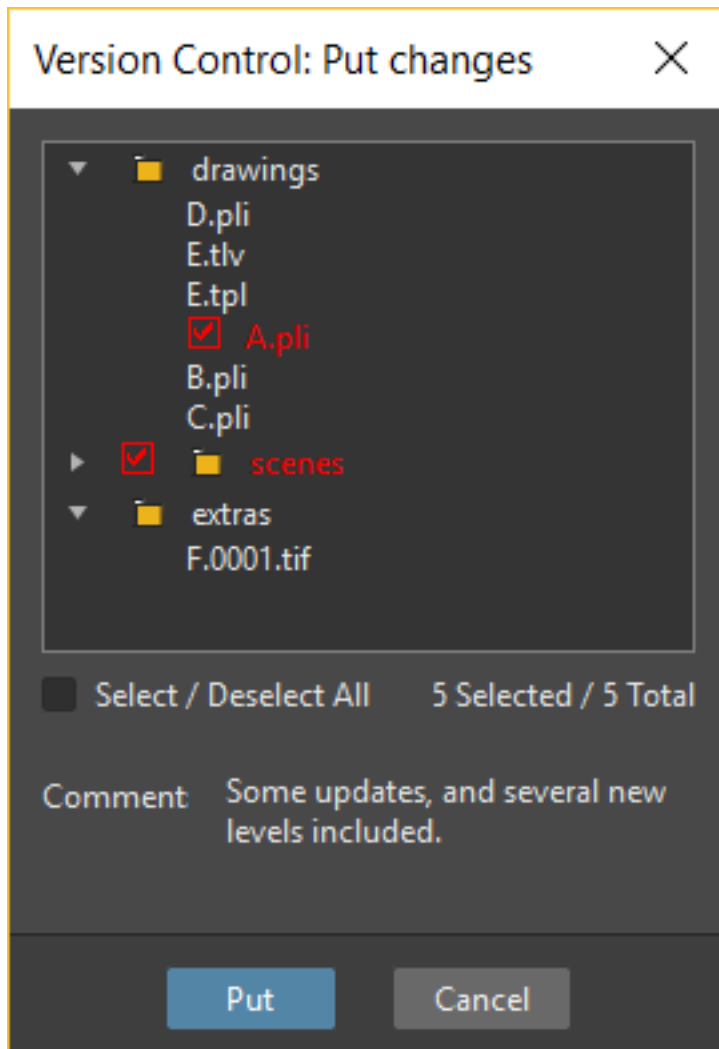 Version Control: Put changes
drawings
D.pli
E.tlv
E.tpl
A.pli
B.pli
C.pli
scenes
extras
F.0001.tif
Select / Deselect All 5 Selected / 5 Total
Comment: Some updates, and several new
levels included.
Put Cancel